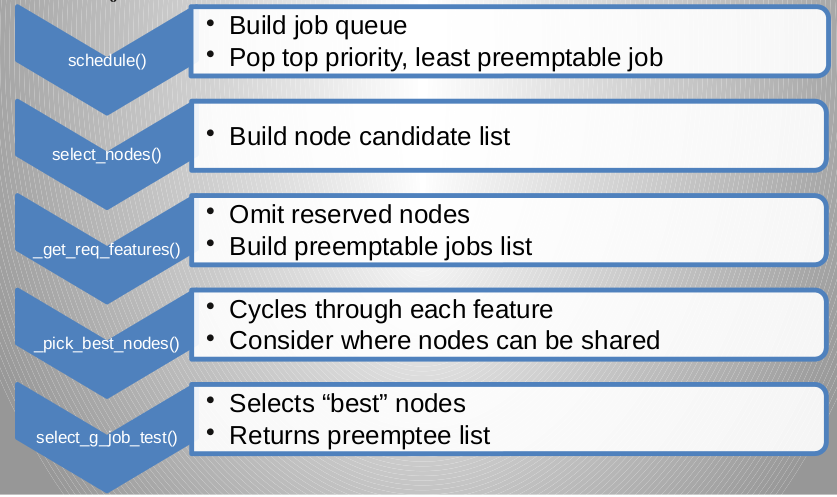 schedule()
• Build job queue
• Pop top priority, least preemptable job
select_nodes()
• Build node candidate list
_get_req_features()
• Omit reserved nodes
• Build preemptable jobs list
_pick_best_nodes()
• Cycles through each feature
• Consider where nodes can be shared
select_g_job_test()
• Selects “best” nodes
• Returns preemptee list